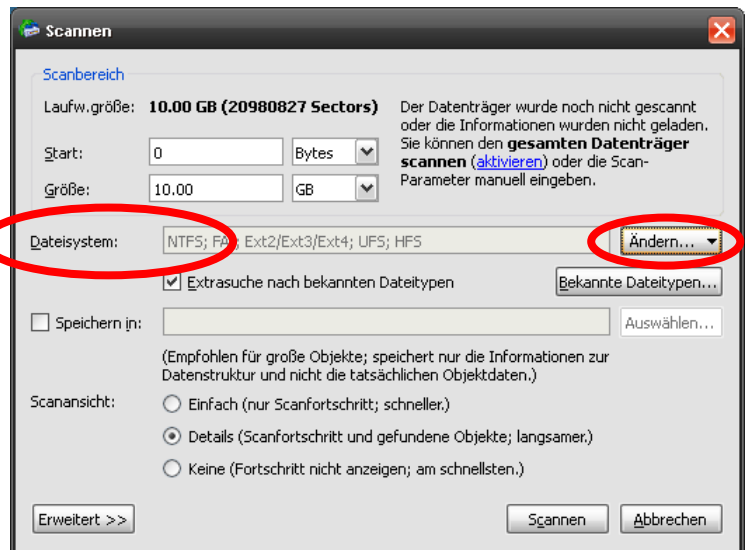 Scannen
Scanbereich
Laufw.größe: 10.00 GB (20980827 Sectors)
Der Datenträger wurde noch nicht gescannt
oder die Informationen wurden nicht geladen.
Sie können den gesamten Datenträger
scannen (aktivieren) oder die Scan-
Parameter manuell eingeben.
Start: 0 Bytes
Größe: 10.00 GB
Dateisystem: NTFS; FA ; Ext2/Ext3/Ext4; UFS; HFS Ändern...
Extrasuche nach bekannten Dateitypen Bekannte Dateitypen...
Speichern in: Auswählen...
(Empfohlen für große Objekte; speichert nur die Informationen zur
Datenstruktur und nicht die tatsächlichen Objektdaten.)
Scanansicht: Einfach (nur Scanfortschritt; schneller.)
Details (Scanfortschritt und gefundene Objekte; langsamer.)
Keine (Fortschritt nicht anzeigen; am schnellsten.)
Erweitert >> Scannen Abbrechen